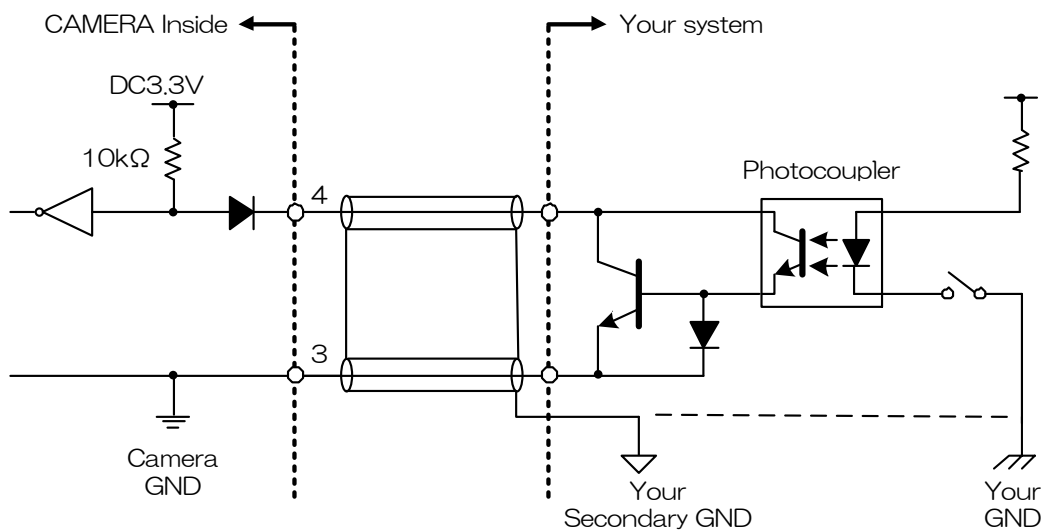 CAMERA Inside
Your system
DC3.3V
10kΩ
Photocoupler
4
3
Camera
GND
Your
Secondary GND
Your
GND